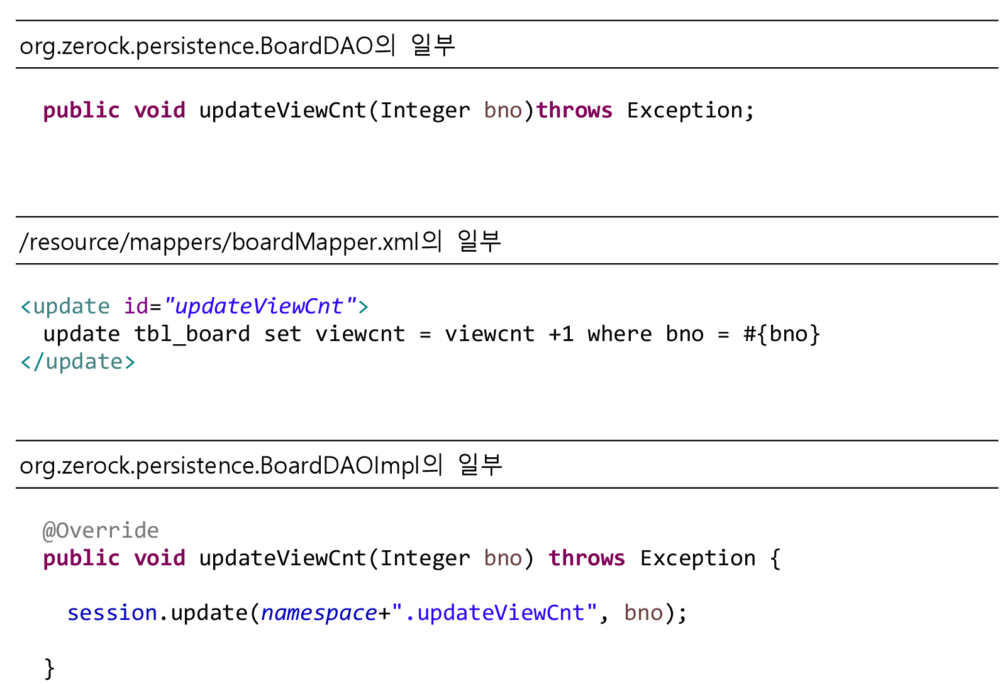 org.zerock.persistence.BoardDAO의 일부
public void updateViewCnt(Integer bno)throws Exception;
/resource/mappers/boardMapper.xml의 일부
<update id="updateViewCnt">
update tbl_board set viewcnt = viewcnt +1 where bno = #{bno}
</update>
org.zerock.persistence.BoardDAOImpl의 일부
@Override
public void updateViewCnt(Integer bno) throws Exception {
session.update(namespace+".updateViewCnt", bno);
}